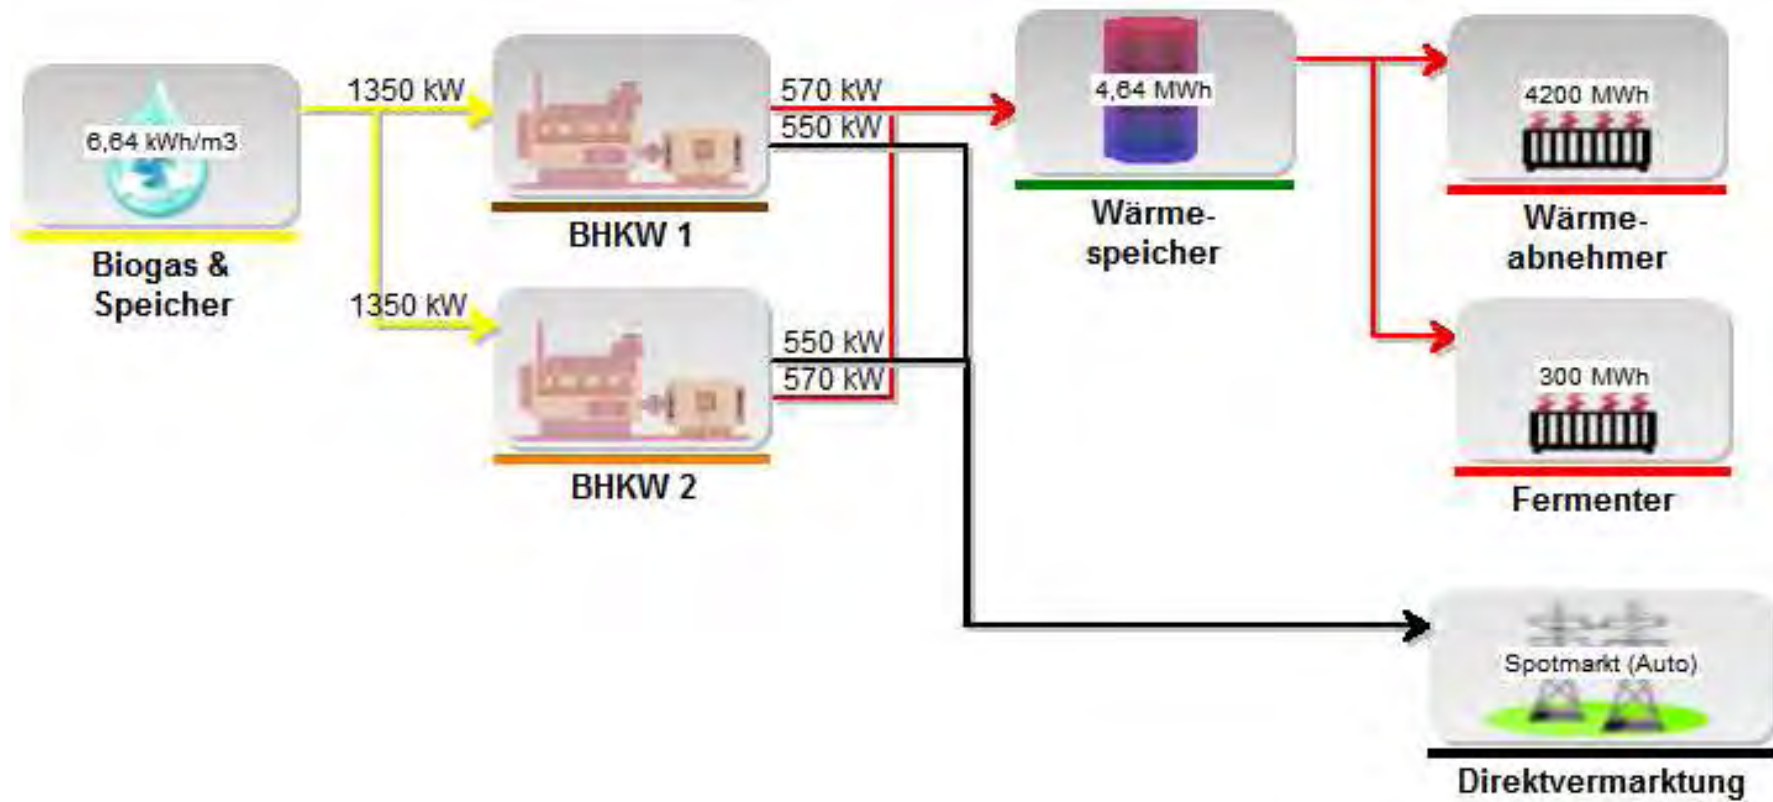 6,64 kWh/m3
Biogas &
Speicher
1350 kW
1350 kW
BHKW 1
570 kW
550 kW
BHKW 2
550 kW
570 kW
4,64 MWh
Wärme-
speicher
4200 MWh
Wärme-
abnehmer
300 MWh
Fermenter
Spotmarkt (Auto)
Direktvermarktung